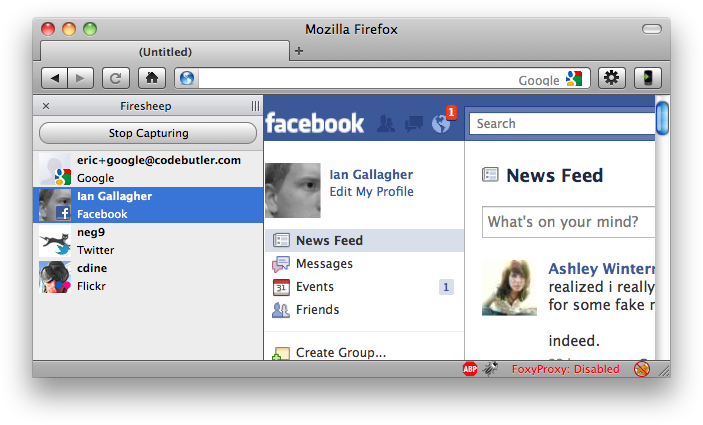 Mozilla Firefox
(Untitled)
Google
Firesheep
Stop Capturing
eric+google@codebutler.com
Google
Ian Gallagher
Facebook
neg9
Twitter
cdine
Flickr
facebook
1
Search
Ian Gallagher
Edit My Profile
News Feed
Messages
31
Events
1
Friends
Create Group...
News Feed
What's on your mind?
Ashley
realized i really
for some fake
indeed.
ABP
FoxyProxy: Disabled